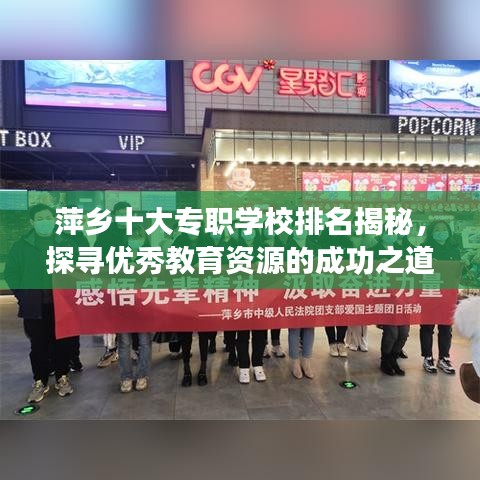 CGV 星聚汇影城
T BOX
VIP
POPCORN
萍乡十大专职学校排名揭秘，
探寻优秀教育资源的成功之道
感悟先辈精神 汲取奋进力量
——萍乡市中级人民法院团支部爱国主题团日活动